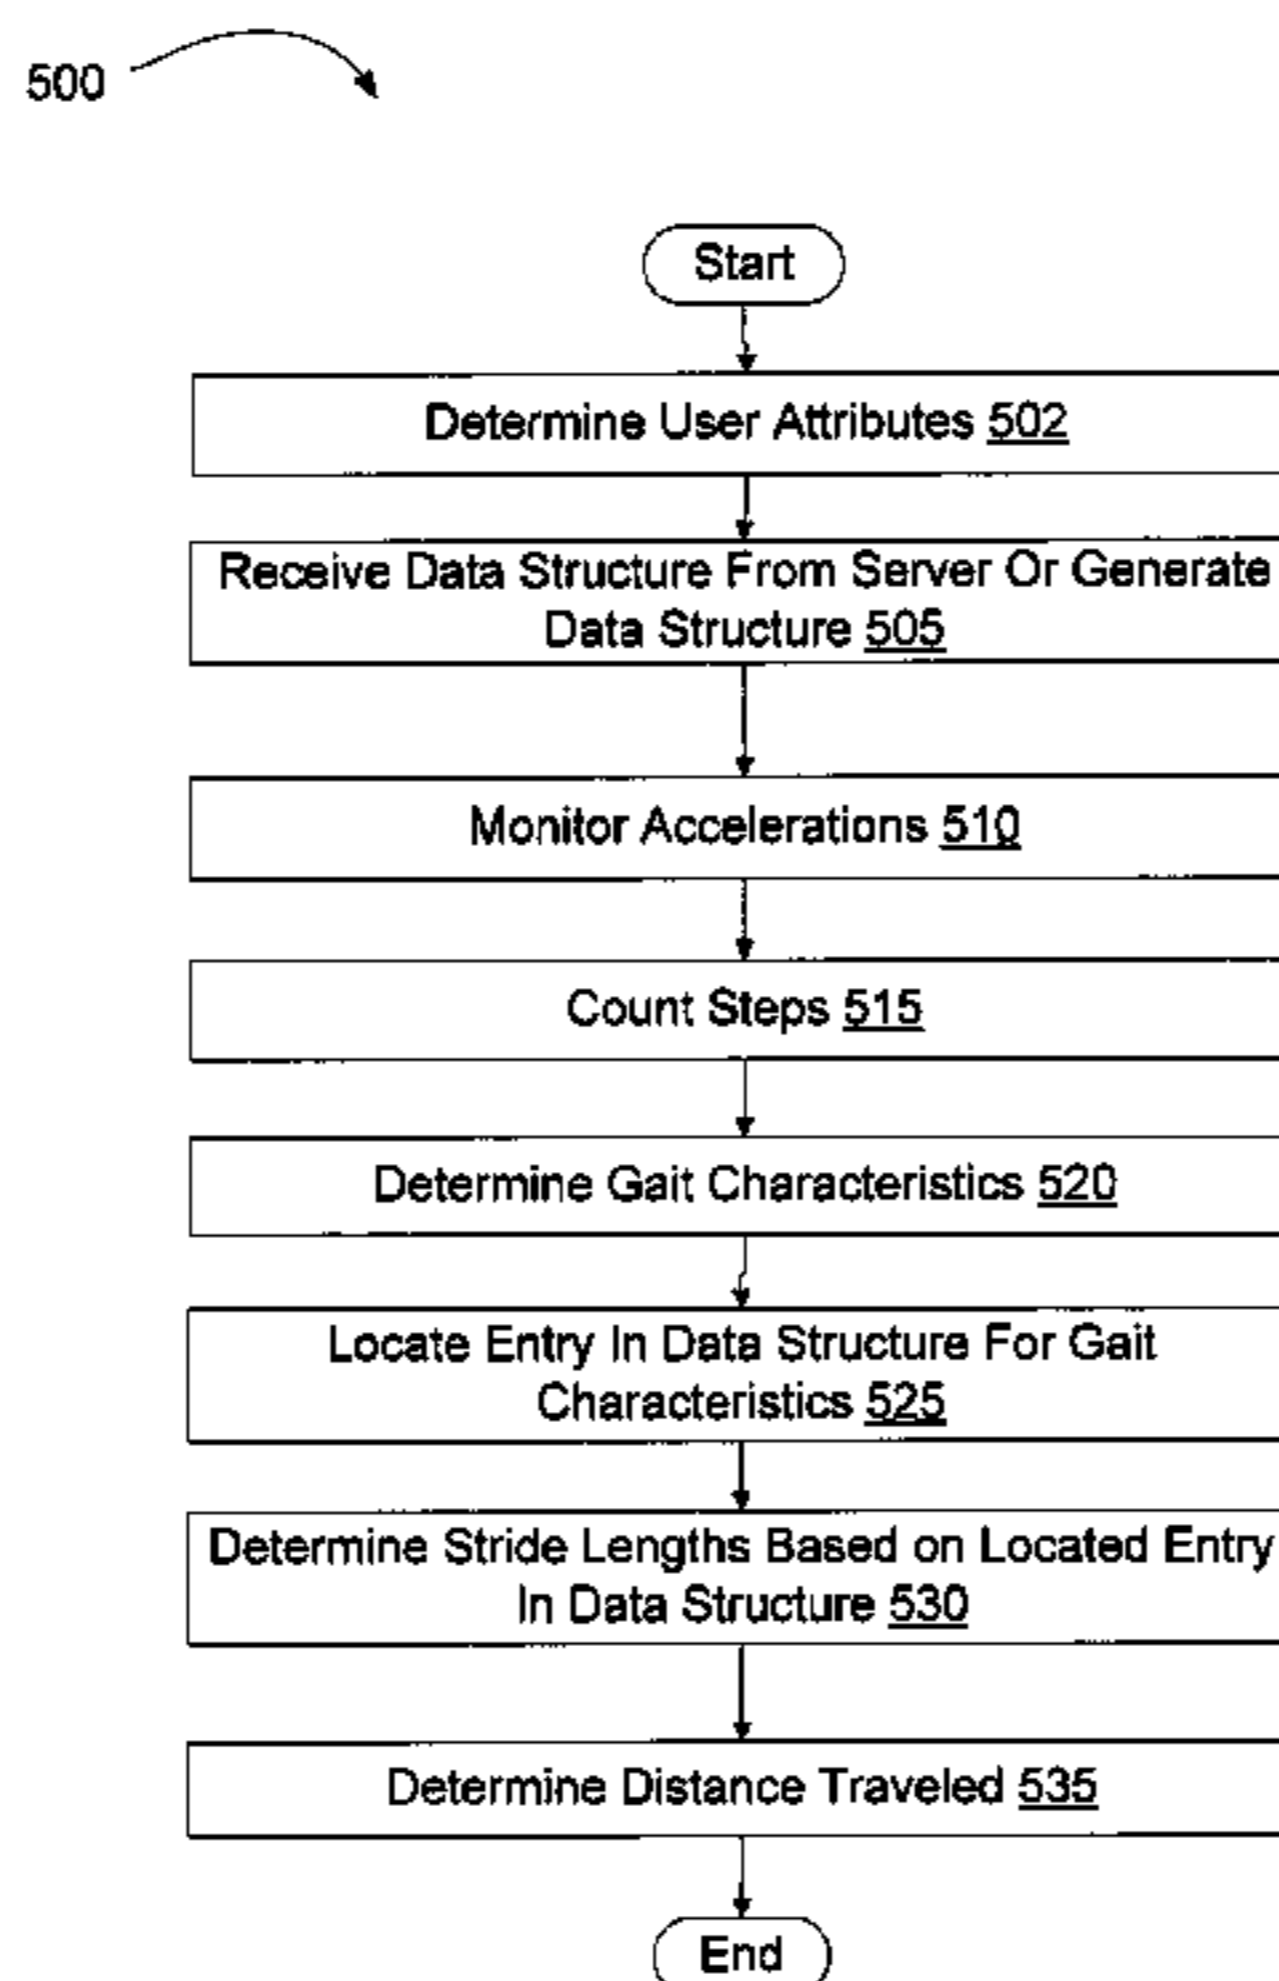 500
Start
Determine User Attributes 502
Receive Data Structure From Server Or Generate
Data Structure 505
Monitor Accelerations 510
Count Steps 515
Determine Gait Characteristics 520
Locate Entry In Data Structure For Gait
Characteristics 525
Determine Stride Lengths Based on Located Entry
In Data Structure 530
Determine Distance Traveled 535
End